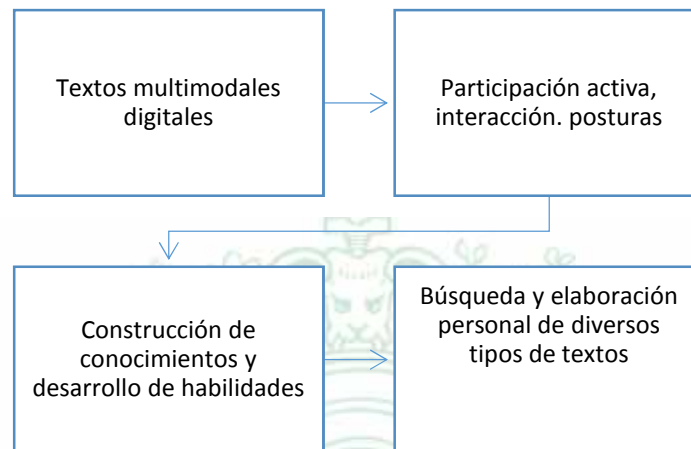 Textos multimodales
digitales
Participación activa,
interacción. posturas
Construcción de
conocimientos y
desarrollo de habilidades
Búsqueda y elaboración
personal de diversos
tipos de textos